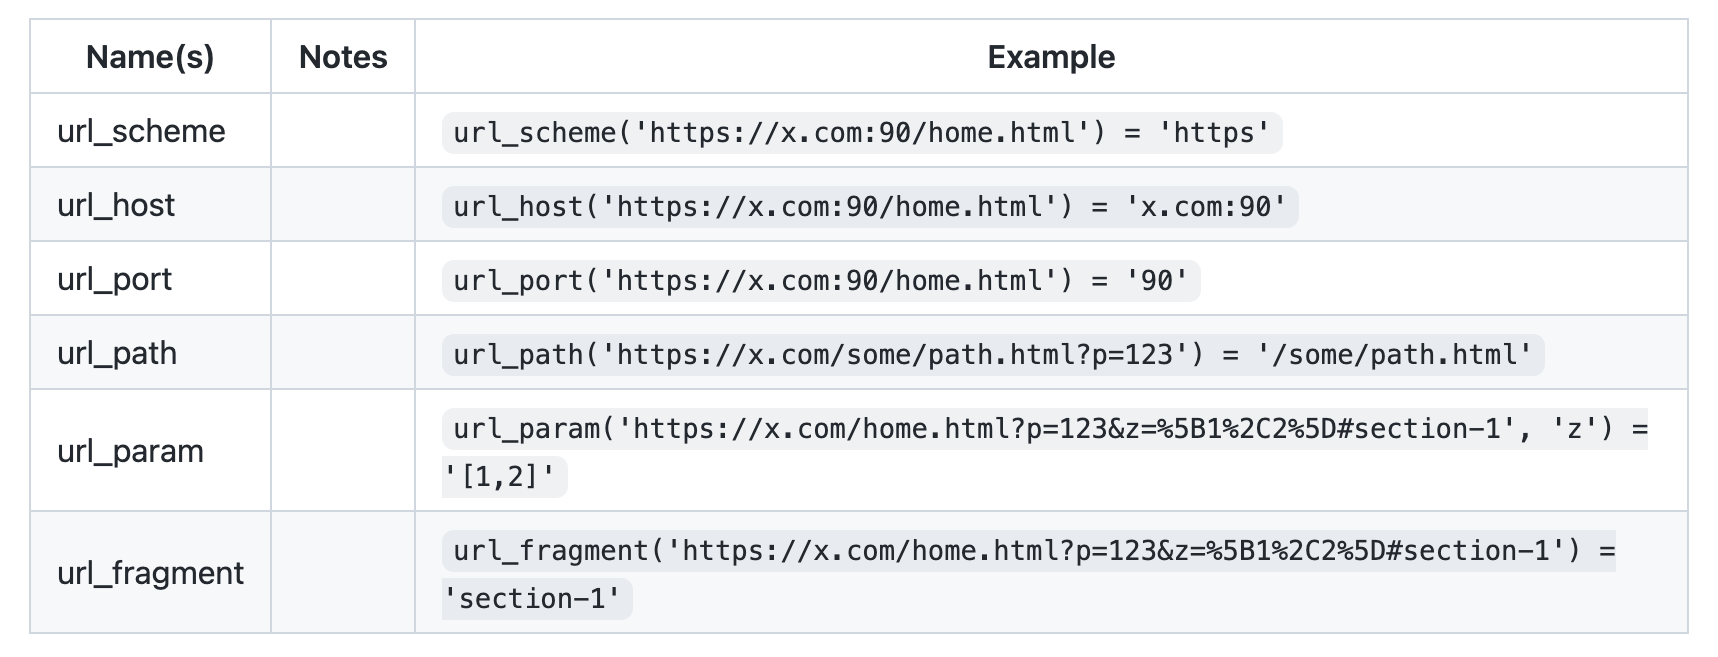 Name(s) Notes Example
url_scheme url_scheme('https://x.com:90/home.html') = 'https'
url_host url_host('https://x.com:90/home.html') = 'x.com:90'
url_port url_port('https://x.com:90/home.html') = '90'
url_path url_path('https://x.com/some/path.html?p=123') = '/some/path.html'
url_param url_param('https://x.com/home.html?p=123&z=%5B1%2C2%5D#section-1', 'z') =
'[1,2]'
url_fragment url_fragment('https://x.com/home.html?p=123&z=%5B1%2C2%5D#section-1') =
'section-1'